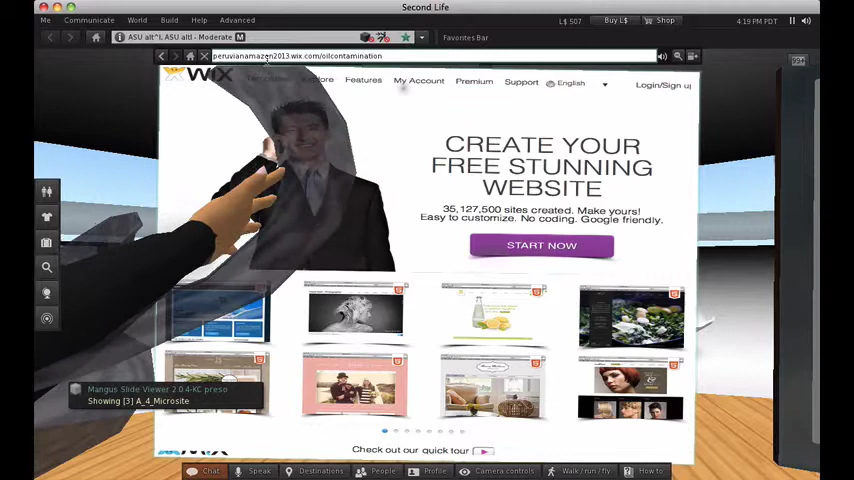 Second Life
Me Communicate World Build Help Advanced
L$ 507 Buy L$ Shop 4:19 PM PDT
ASU alt^L ASU altj - Moderate M
Favorites Bar
peruvianamazon2013.wix.com/oilcontamination
WIX Explore Features My Account Premium Support English Login/Sign up
CREATE YOUR
FREE STUNNING
WEBSITE
35,127,500 sites created. Make yours!
Easy to customize. No coding. Google friendly.
START NOW
Mangus Slide Viewer 2.0.4-KC preso
Showing [3] A_4_Microsite
Check out our quick tour
Chat Speak Destinations People Profile Camera controls Walk / run / fly How to